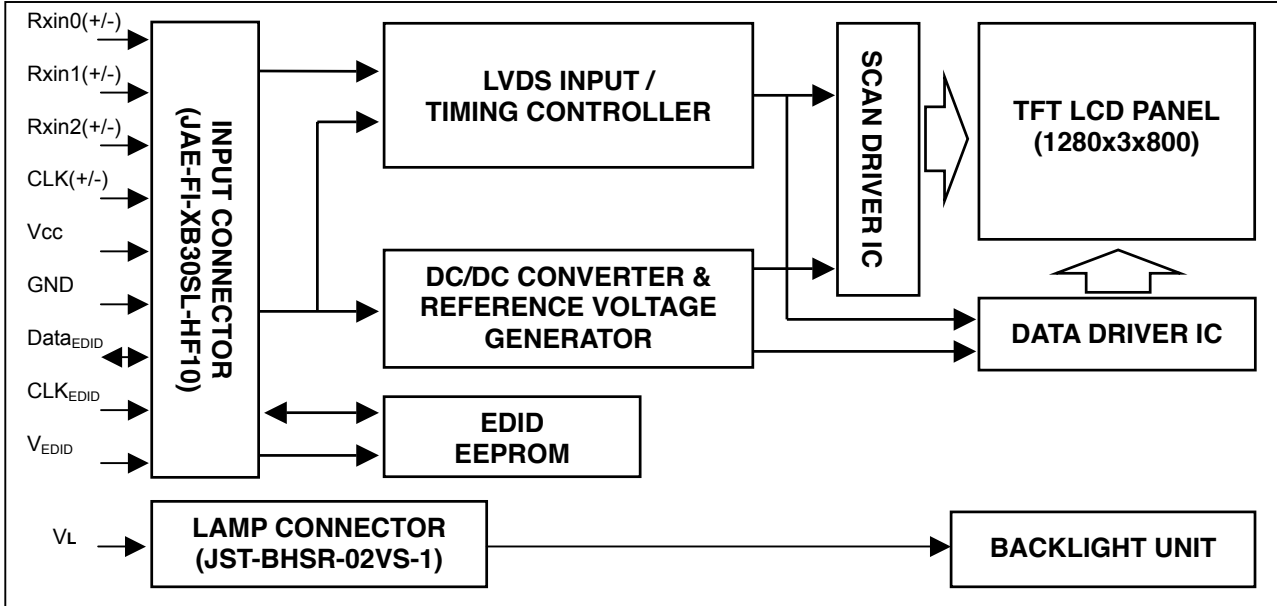 Rxin0(+/-)
Rxin1(+/-)
Rxin2(+/-)
CLK(+/-)
Vcc
GND
DataEDID
CLKEDID
VEDID
INPUT CONNECTOR
(JAE-FI-XB30SL-HF10)
LVDS INPUT /
TIMING CONTROLLER
DC/DC CONVERTER &
REFERENCE VOLTAGE
GENERATOR
EDID
EEPROM
SCAN DRIVER IC
TFT LCD PANEL
(1280x3x800)
DATA DRIVER IC
VL
LAMP CONNECTOR
(JST-BHSR-02VS-1)
BACKLIGHT UNIT